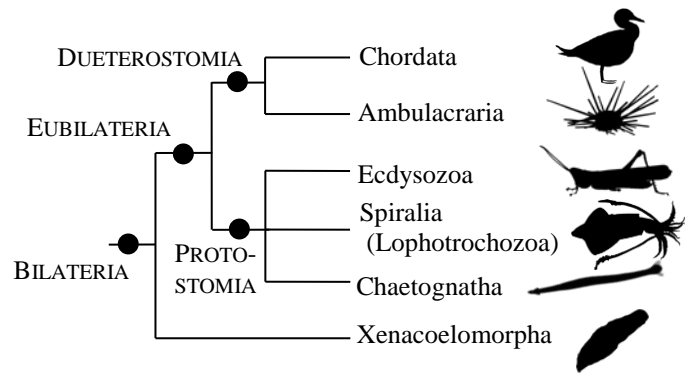 DUETEROSTOMIA
Chordata
Ambulacraria
EUBILATERIA
Ecdysozoa
Spiralia
(Lophotrochozoa)
PROTO-
STOMIA
Chaetognatha
BILATERIA
Xenacoelomorpha